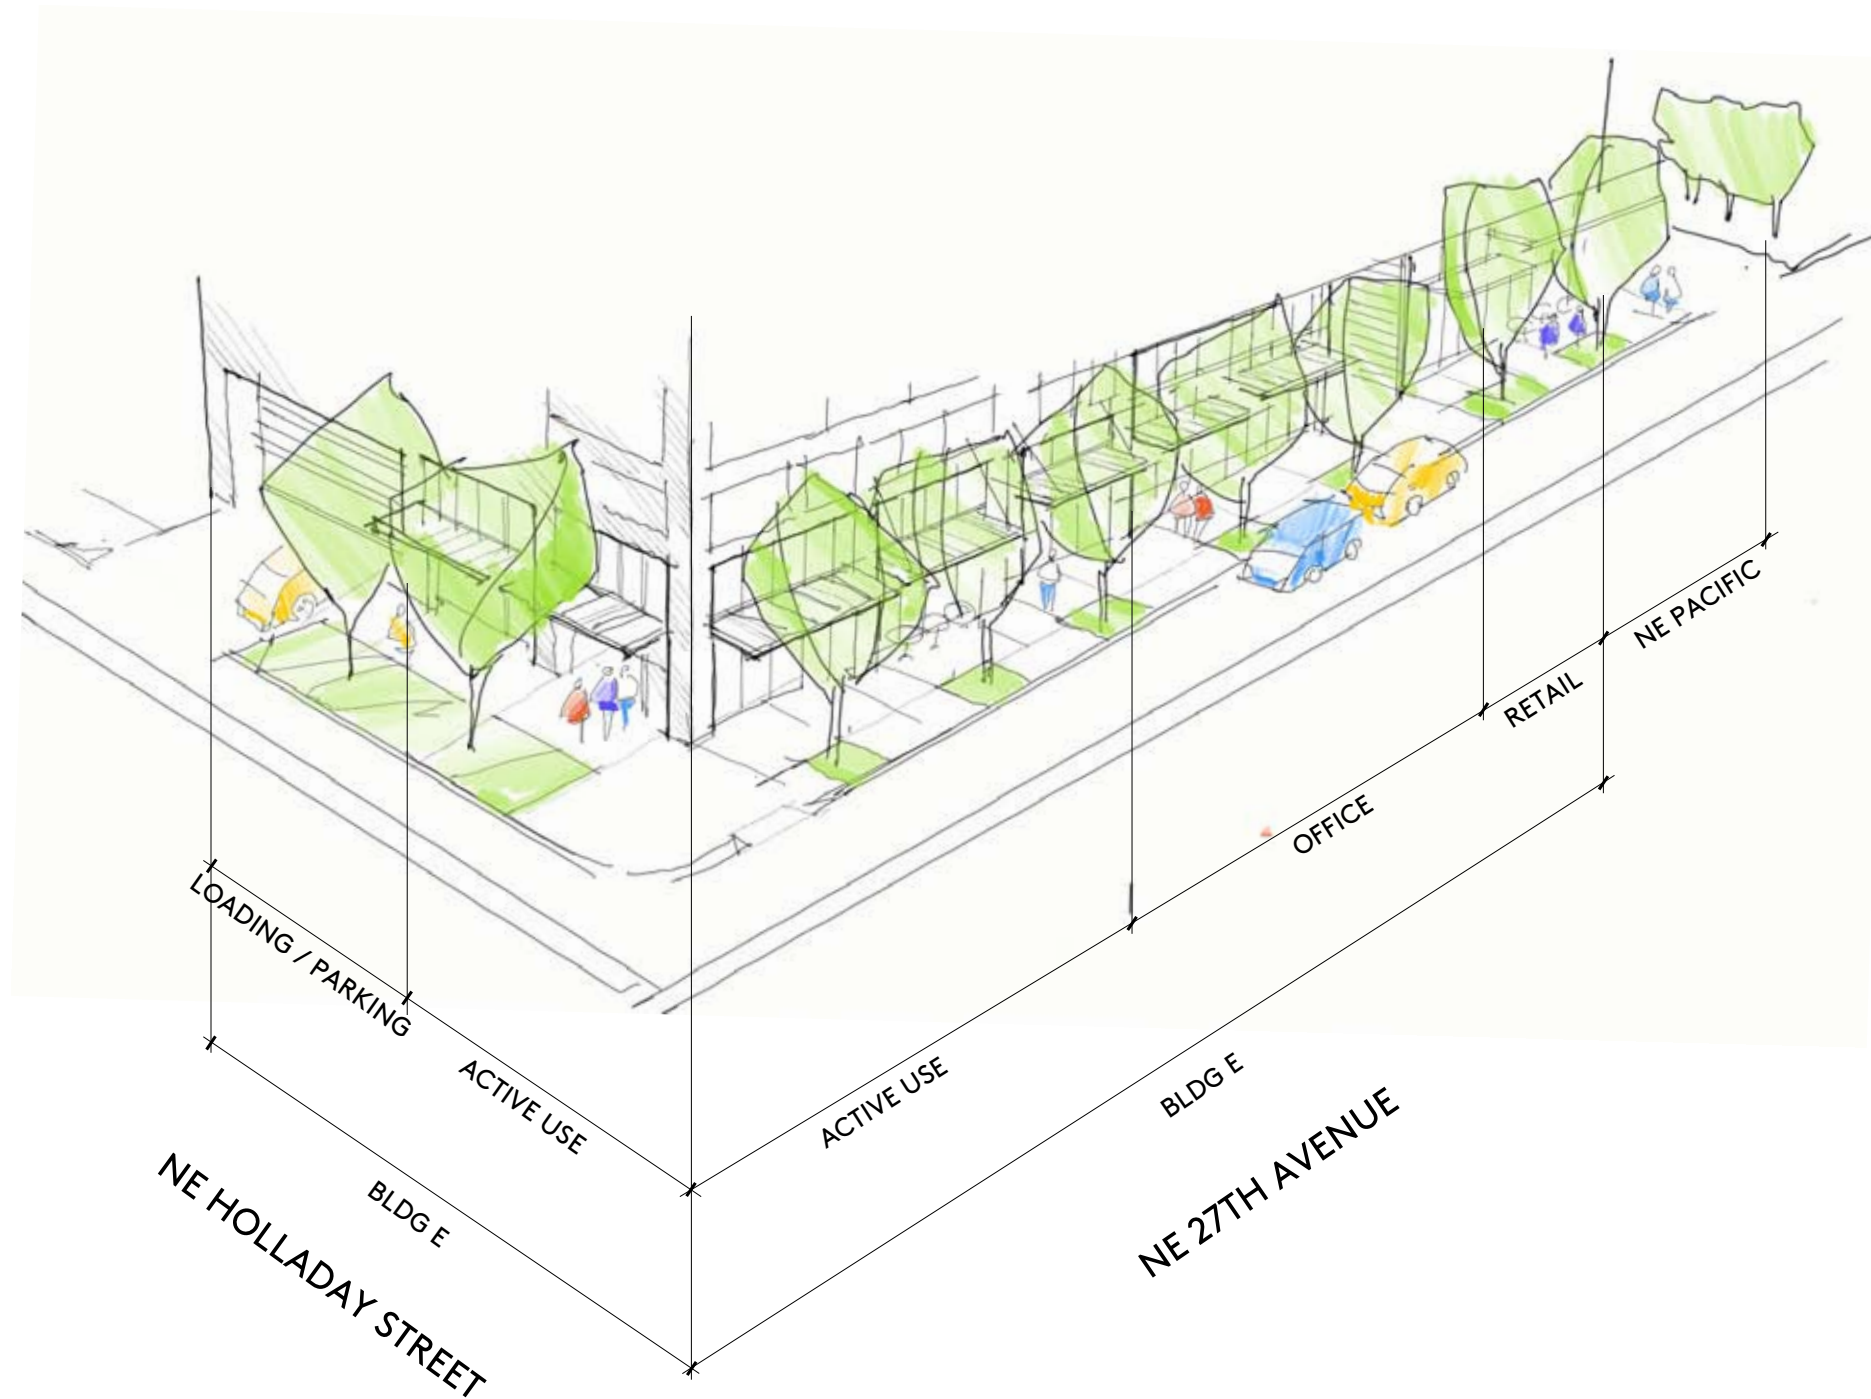 NE PACIFIC
RETAIL
OFFICE
LOADING / PARKING
ACTIVE USE
ACTIVE USE
BLDG E
BLDG E
NE HOLLADAY STREET
NE 27TH AVENUE